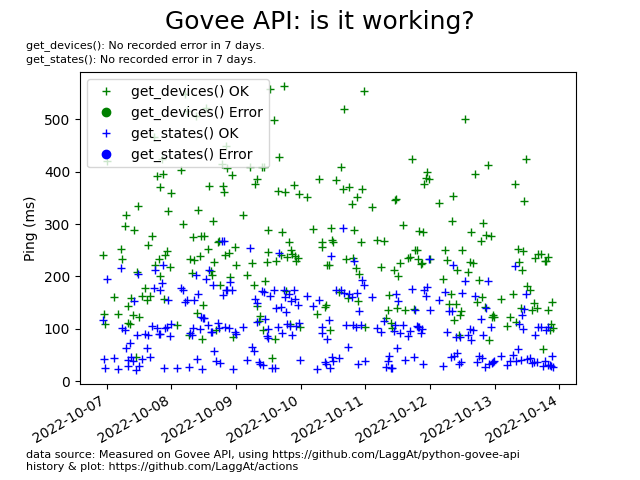 Govee API: is it working?
get_devices(): No recorded error in 7 days.
get_states(): No recorded error in 7 days.
get_devices() OK
get_devices() Error
get_states() OK
get_states() Error
Ping (ms)
500
400
300
200
100
0
2022-10-07
2022-10-08
2022-10-09
2022-10-10
2022-10-11
2022-10-12
2022-10-13
2022-10-14
data source: Measured on Govee API, using https://github.com/LaggAt/python-govee-api
history & plot: https://github.com/LaggAt/actions